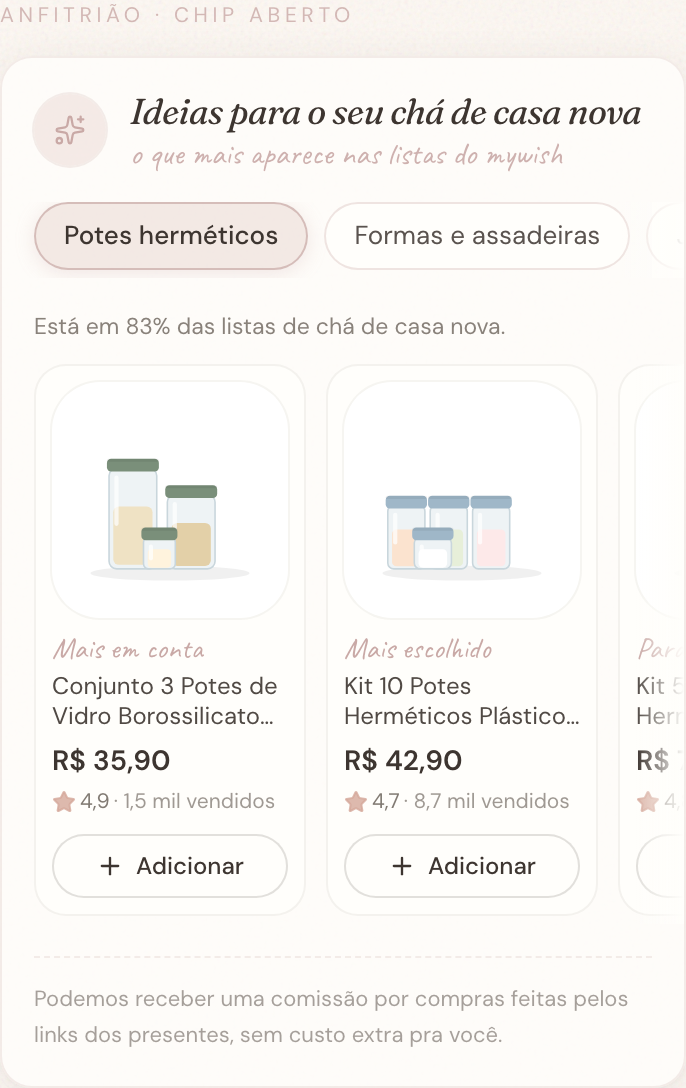 ANFITRIÃO · CHIP ABERTO
Ideias para o seu chá de casa nova
o que mais aparece nas listas do mywish
Potes herméticos
Formas e assadeiras
Está em 83% das listas de chá de casa nova.
Mais em conta
Conjunto 3 Potes de
Vidro Borossilicato...
R$ 35,90
4,9 · 1,5 mil vendidos
+ Adicionar
Mais escolhido
Kit 10 Potes
Herméticos Plástico...
R$ 42,90
4,7 · 8,7 mil vendidos
+ Adicionar
Kit 5
R$
4,
Podemos receber uma comissão por compras feitas pelos
links dos presentes, sem custo extra pra você.